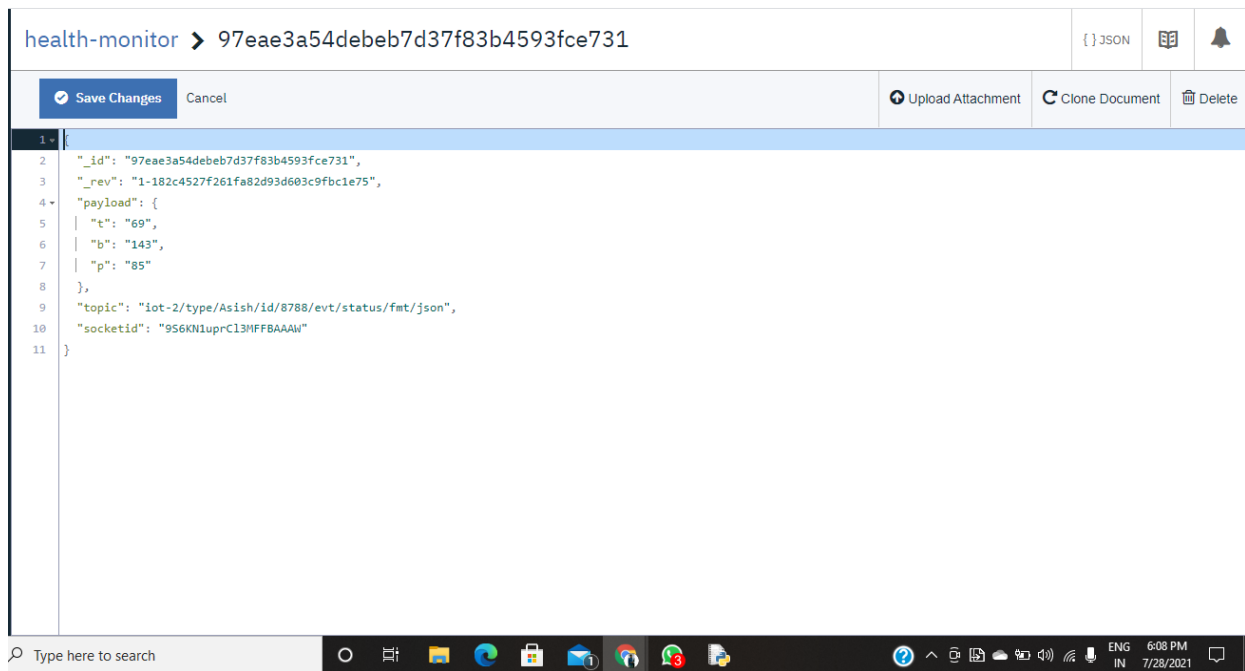 health-monitor > 97eae3a54debeb7d37f83b4593fce731
{ } JSON
Save Changes Cancel
Upload Attachment Clone Document Delete
1 {
2 "_id": "97eae3a54debeb7d37f83b4593fce731",
3 "_rev": "1-182c4527f261fa82d93d603c9fbc1e75",
4 "payload": {
5 "t": "69",
6 "b": "143",
7 "p": "85"
8 },
9 "topic": "iot-2/type/Asish/id/8788/evt/status/fmt/json",
10 "socketid": "9S6KN1uprCl3MFFBAAAW"
11 }
Type here to search
1
3
ENG
IN
6:08 PM
7/28/2021